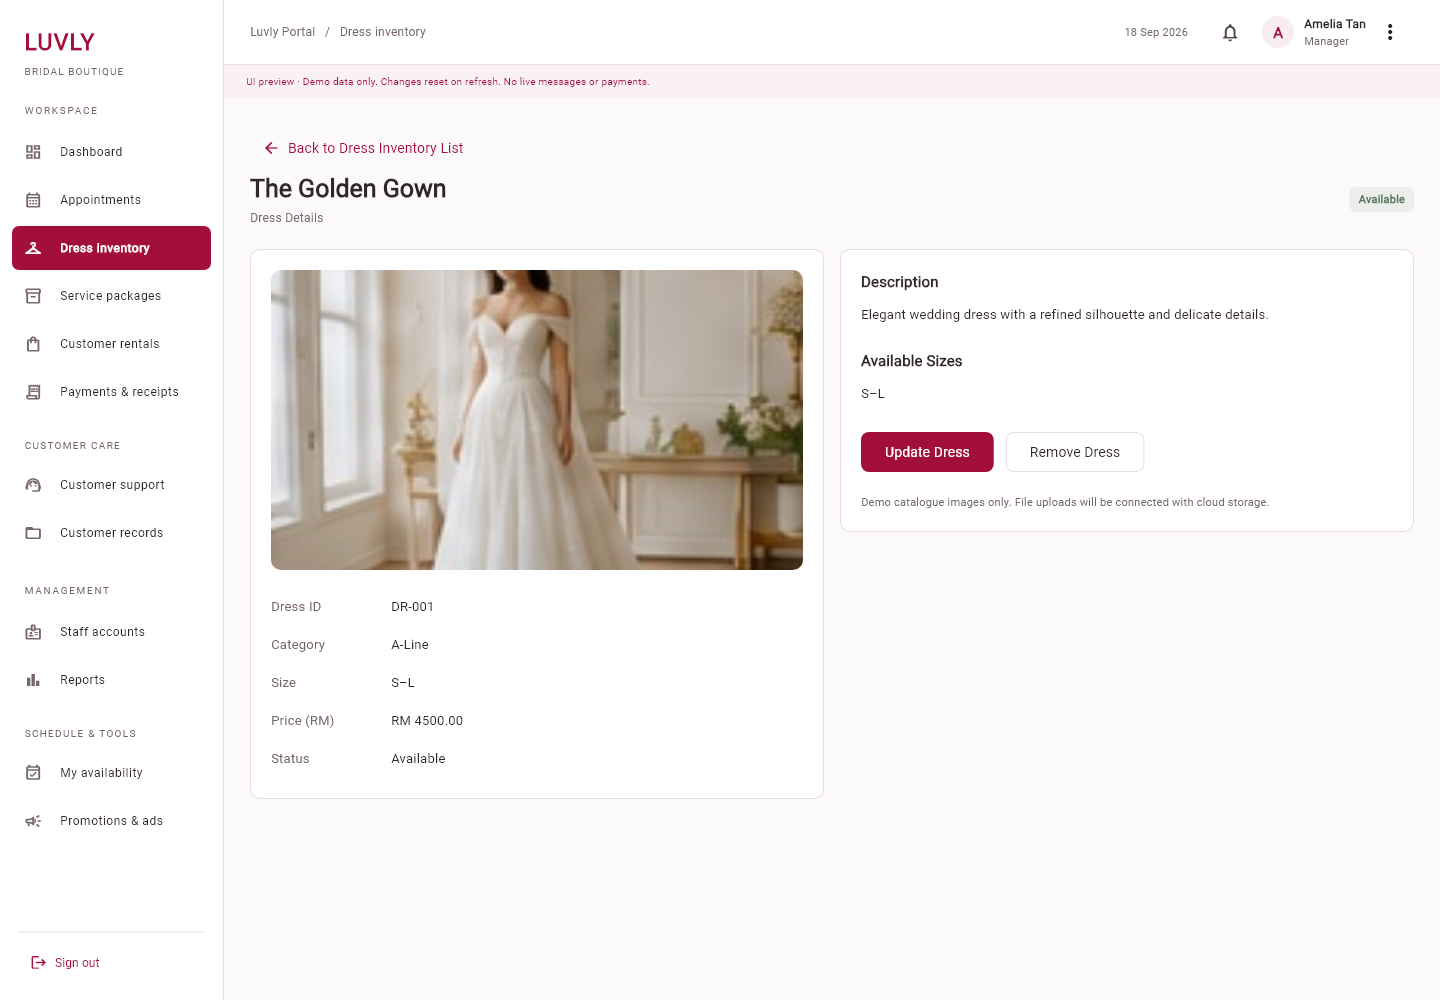 LUVLY
BRIDAL BOUTIQUE
WORKSPACE
Dashboard
Appointments
Dress inventory
Service packages
Customer rentals
Payments & receipts
CUSTOMER CARE
Customer support
Customer records
MANAGEMENT
Staff accounts
Reports
SCHEDULE & TOOLS
My availability
Promotions & ads
Sign out
Luvly Portal / Dress inventory
18 Sep 2026
A
Amelia Tan
Manager
UI preview · Demo data only. Changes reset on refresh. No live messages or payments.
Back to Dress Inventory List
The Golden Gown
Dress Details
Available
Dress ID DR-001
Category A-Line
Size S–L
Price (RM) RM 4500.00
Status Available
Description
Elegant wedding dress with a refined silhouette and delicate details.
Available Sizes
S–L
Update Dress
Remove Dress
Demo catalogue images only. File uploads will be connected with cloud storage.